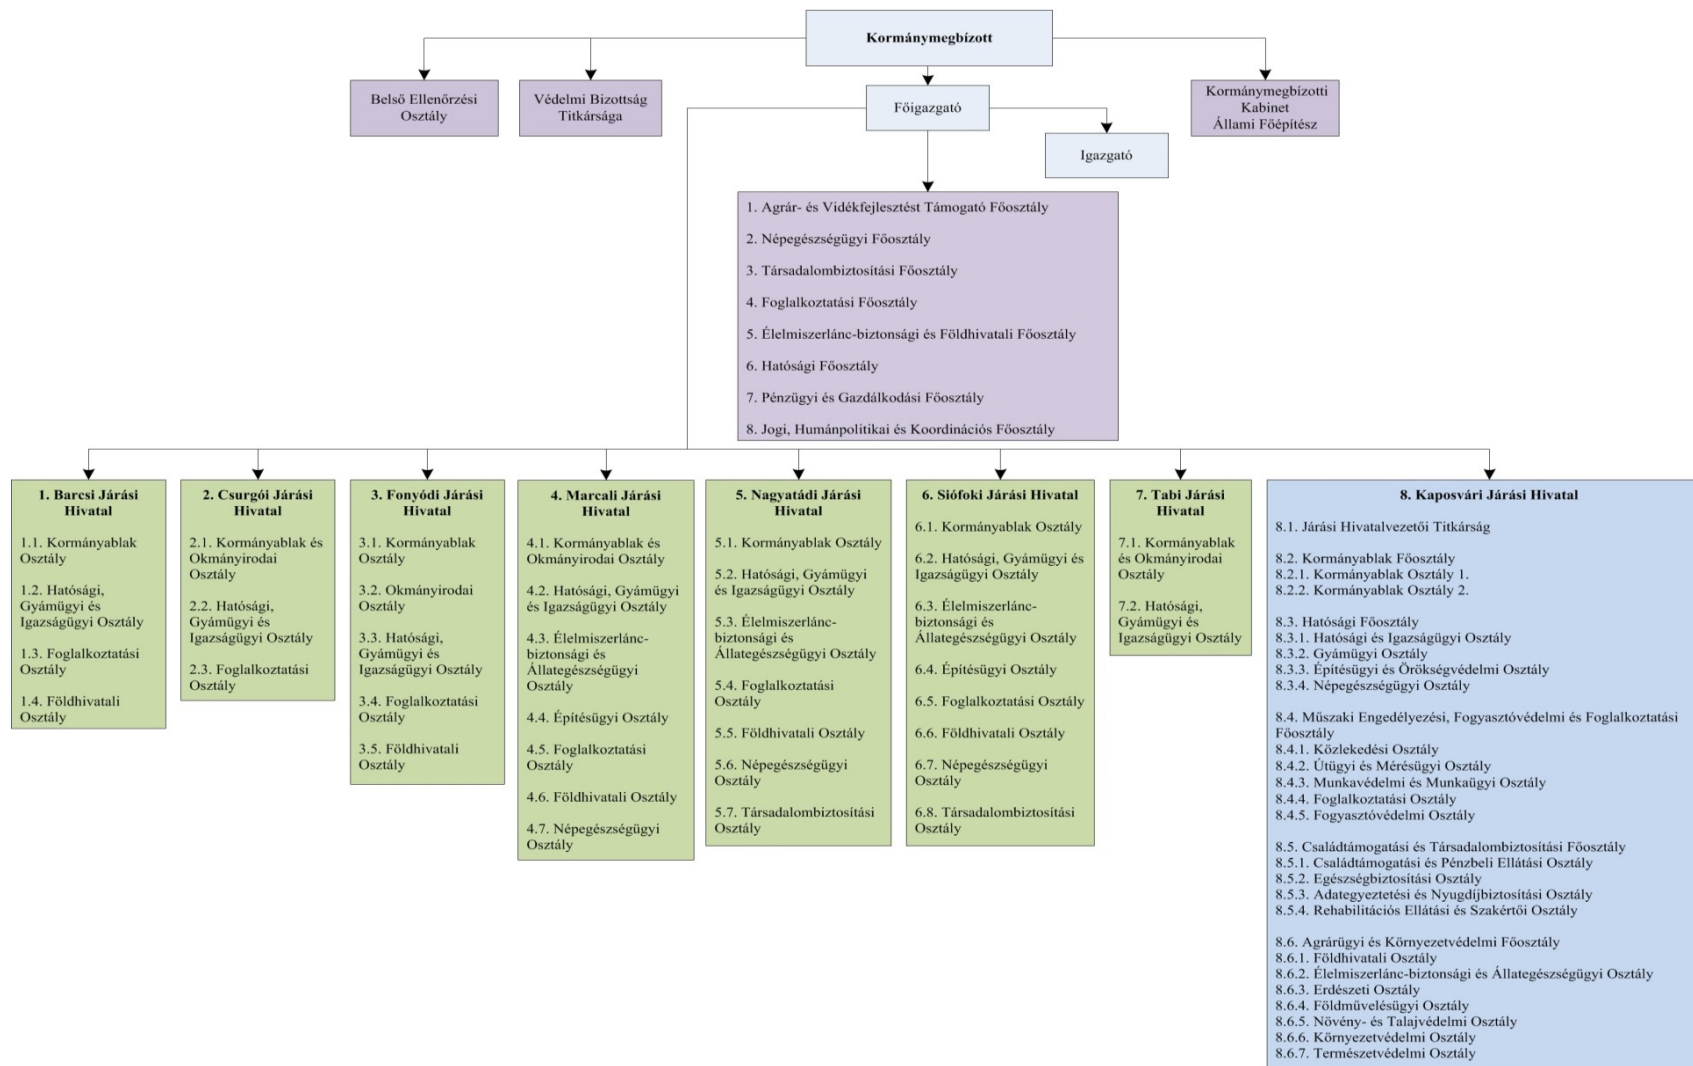 Kormánymegbízott
Belső Ellenőrzési
Osztály
Védelmi Bizottság
Titkársága
Főigazgató
Kormánymegbízotti
Kabinet
Állami Főépítész
Igazgató
1. Agrár- és Vidékfejlesztést Támogató Főosztály
2. Népegészségügyi Főosztály
3. Társadalombiztosítási Főosztály
4. Foglalkoztatási Főosztály
5. Élelmiszerlánc-biztonsági és Földhivatali Főosztály
6. Hatósági Főosztály
7. Pénzügyi és Gazdálkodási Főosztály
8. Jogi, Humánpolitikai és Koordinációs Főosztály
1. Barcsi Járási
Hivatal
1.1. Kormányablak
Osztály
1.2. Hatósági,
Gyámügyi és
Igazságügyi Osztály
1.3. Foglalkoztatási
Osztály
1.4. Földhivatali
Osztály
2. Csurgói Járási
Hivatal
2.1. Kormányablak és
Okmányirodai
Osztály
2.2. Hatósági,
Gyámügyi és
Igazságügyi Osztály
2.3. Foglalkoztatási
Osztály
3. Fonyódi Járási
Hivatal
3.1. Kormányablak
Osztály
3.2. Okmányirodai
Osztály
3.3. Hatósági,
Gyámügyi és
Igazságügyi Osztály
3.4. Foglalkoztatási
Osztály
3.5. Földhivatali
Osztály
4. Marcali Járási
Hivatal
4.1. Kormányablak és
Okmányirodai Osztály
4.2. Hatósági, Gyámügyi
és Igazságügyi Osztály
4.3. Élelmiszerlánc-
biztonsági és
Állategészségügyi
Osztály
4.4. Építésügyi Osztály
4.5. Foglalkoztatási
Osztály
4.6. Földhivatali Osztály
4.7. Népegészségügyi
Osztály
5. Nagyatádi Járási
Hivatal
5.1. Kormányablak Osztály
5.2. Hatósági, Gyámügyi
és Igazságügyi Osztály
5.3. Élelmiszerlánc-
biztonsági és
Állategészségügyi Osztály
5.4. Foglalkoztatási
Osztály
5.5. Földhivatali Osztály
5.6. Népegészségügyi
Osztály
5.7. Társadalombiztosítási
Osztály
6. Siófoki Járási Hivatal
6.1. Kormányablak Osztály
6.2. Hatósági, Gyámügyi és
Igazságügyi Osztály
6.3. Élelmiszerlánc-
biztonsági és
Állategészségügyi Osztály
6.4. Építésügyi Osztály
6.5. Foglalkoztatási Osztály
6.6. Földhivatali Osztály
6.7. Népegészségügyi
Osztály
6.8. Társadalombiztosítási
Osztály
7. Tabi Járási
Hivatal
7.1. Kormányablak
és Okmányirodai
Osztály
7.2. Hatósági,
Gyámügyi és
Igazságügyi Osztály
8. Kaposvári Járási Hivatal
8.1. Járási Hivatalvezetői Titkárság
8.2. Kormányablak Főosztály
8.2.1. Kormányablak Osztály 1.
8.2.2. Kormányablak Osztály 2.
8.3. Hatósági Főosztály
8.3.1. Hatósági és Igazságügyi Osztály
8.3.2. Gyámügyi Osztály
8.3.3. Építésügyi és Örökségvédelmi Osztály
8.3.4. Népegészségügyi Osztály
8.4. Műszaki Engedélyezési, Fogyasztóvédelmi és Foglalkoztatási
Főosztály
8.4.1. Közlekedési Osztály
8.4.2. Útügyi és Mérésügyi Osztály
8.4.3. Munkavédelmi és Munkaügyi Osztály
8.4.4. Foglalkoztatási Osztály
8.4.5. Fogyasztóvédelmi Osztály
8.5. Családtámogatási és Társadalombiztosítási Főosztály
8.5.1. Családtámogatási és Pénzbeli Ellátási Osztály
8.5.2. Egészségbiztosítási Osztály
8.5.3. Adategyeztetési és Nyugdíjbiztosítási Osztály
8.5.4. Rehabilitációs Ellátási és Szakértői Osztály
8.6. Agrárügyi és Környezetvédelmi Főosztály
8.6.1. Földhivatali Osztály
8.6.2. Élelmiszerlánc-biztonsági és Állategészségügyi Osztály
8.6.3. Erdészeti Osztály
8.6.4. Földművelésügyi Osztály
8.6.5. Növény- és Talajvédelmi Osztály
8.6.6. Környezetvédelmi Osztály
8.6.7. Természetvédelmi Osztály